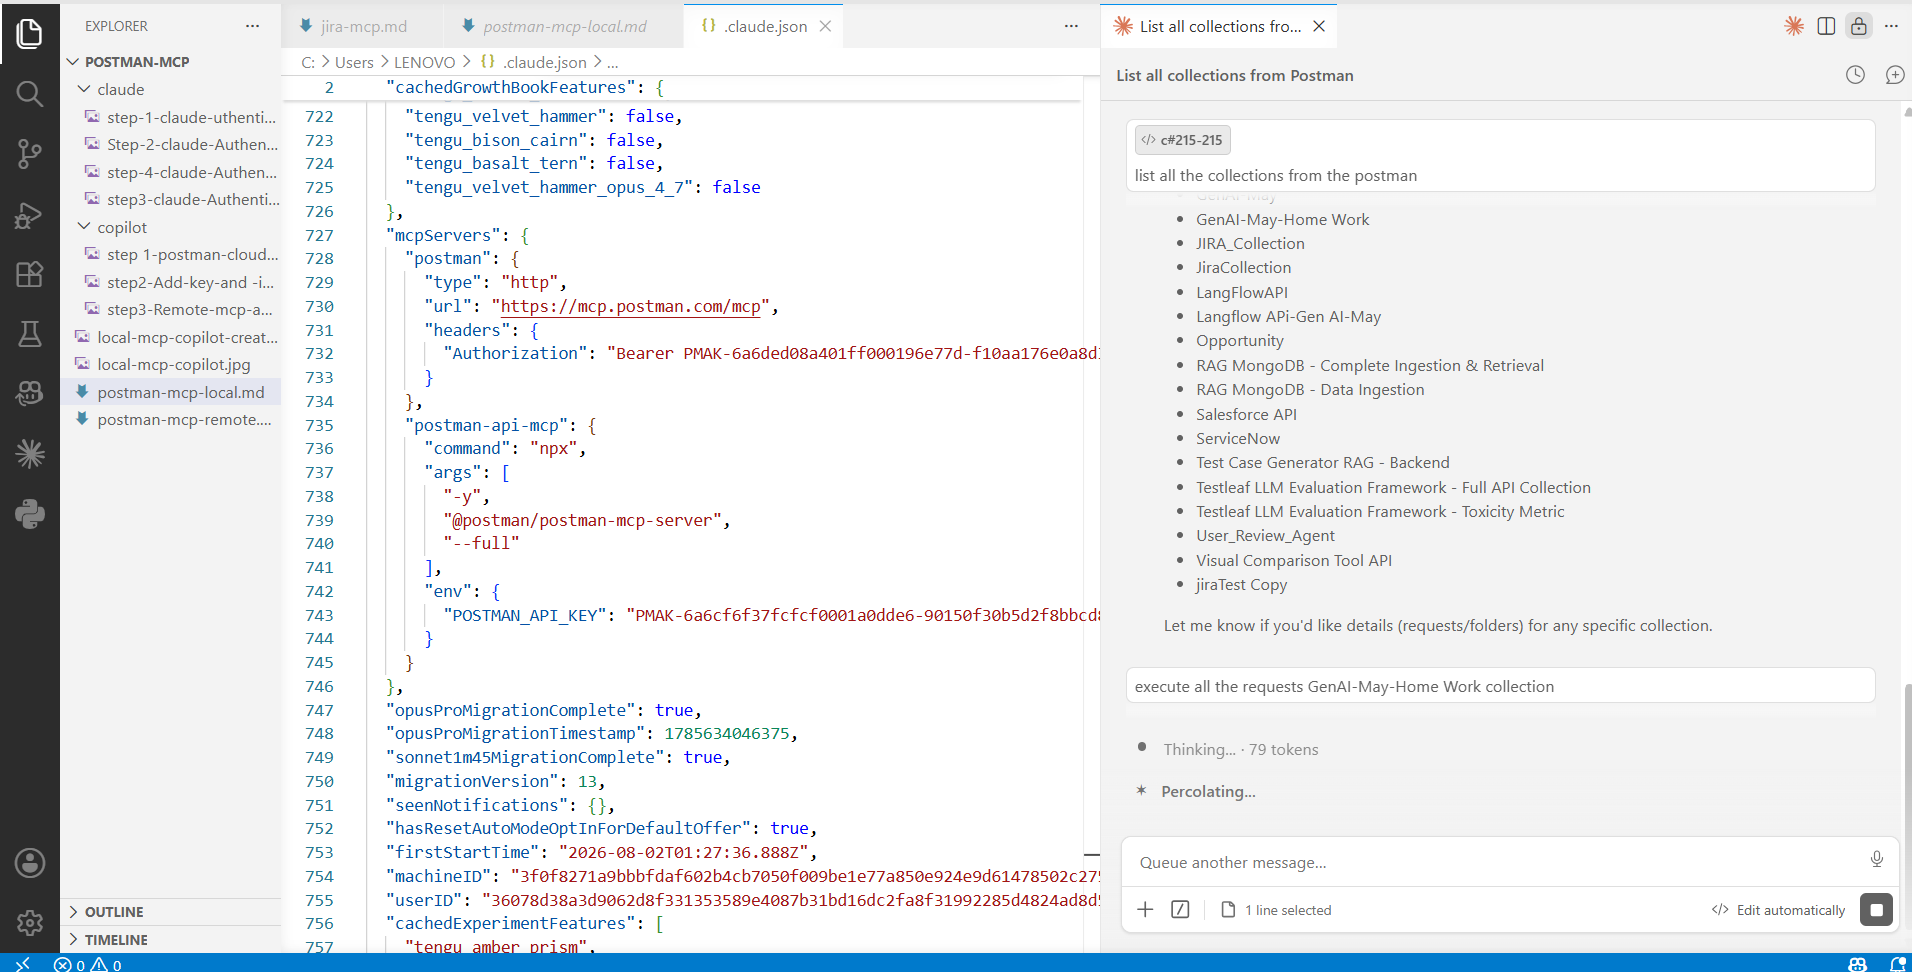 EXPLORER
POSTMAN-MCP
claude
step-1-claude-uthenti...
Step-2-claude-Authen...
step-4-claude-Authen...
step3-claude-Authenti...
copilot
step 1-postman-cloud...
step2-Add-key-and -i...
step3-Remote-mcp-a...
local-mcp-copilot-creat...
local-mcp-copilot.jpg
postman-mcp-local.md
postman-mcp-remote....
OUTLINE
TIMELINE
0 0
jira-mcp.md
postman-mcp-local.md
.claude.json
C: > Users > LENOVO > {} .claude.json > ...
2 "cachedGrowthBookFeatures": {
722 "tengu_velvet_hammer": false,
723 "tengu_bison_cairn": false,
724 "tengu_basalt_tern": false,
725 "tengu_velvet_hammer_opus_4_7": false
726 },
727 "mcpServers": {
728 "postman": {
729 "type": "http",
730 "url": "https://mcp.postman.com/mcp",
731 "headers": {
732 "Authorization": "Bearer PMAK-6a6ded08a401ff000196e77d-f10aa176e0a8d
733 }
734 },
735 "postman-api-mcp": {
736 "command": "npx",
737 "args": [
738 "-y",
739 "@postman/postman-mcp-server",
740 "--full"
741 ],
742 "env": {
743 "POSTMAN_API_KEY": "PMAK-6a6cf6f37fcfcf0001a0dde6-90150f30b5d2f8bbcd
744 }
745 }
746 },
747 "opusProMigrationComplete": true,
748 "opusProMigrationTimestamp": 1785634046375,
749 "sonnet1m45MigrationComplete": true,
750 "migrationVersion": 13,
751 "seenNotifications": {},
752 "hasResetAutoModeOptInForDefaultOffer": true,
753 "firstStartTime": "2026-08-02T01:27:36.888Z",
754 "machineID": "3f0f8271a9bbbfdaf602b4cb7050f009be1e77a850e924e9d61478502c27
755 "userID": "36078d38a3d9062d8f331353589e4087b31bd16dc2fa8f31992285d4824ad8d
756 "cachedExperimentFeatures": [
757 "tengu_amber_prism",
List all collections fro...
List all collections from Postman
c#215-215
list all the collections from the postman
GenAI-May
GenAI-May-Home Work
JIRA_Collection
JiraCollection
LangFlowAPI
Langflow APi-Gen AI-May
Opportunity
RAG MongoDB - Complete Ingestion & Retrieval
RAG MongoDB - Data Ingestion
Salesforce API
ServiceNow
Test Case Generator RAG - Backend
Testleaf LLM Evaluation Framework - Full API Collection
Testleaf LLM Evaluation Framework - Toxicity Metric
User_Review_Agent
Visual Comparison Tool API
jiraTest Copy
Let me know if you'd like details (requests/folders) for any specific collection.
execute all the requests GenAI-May-Home Work collection
Thinking... · 79 tokens
Percolating...
Queue another message...
1 line selected
Edit automatically